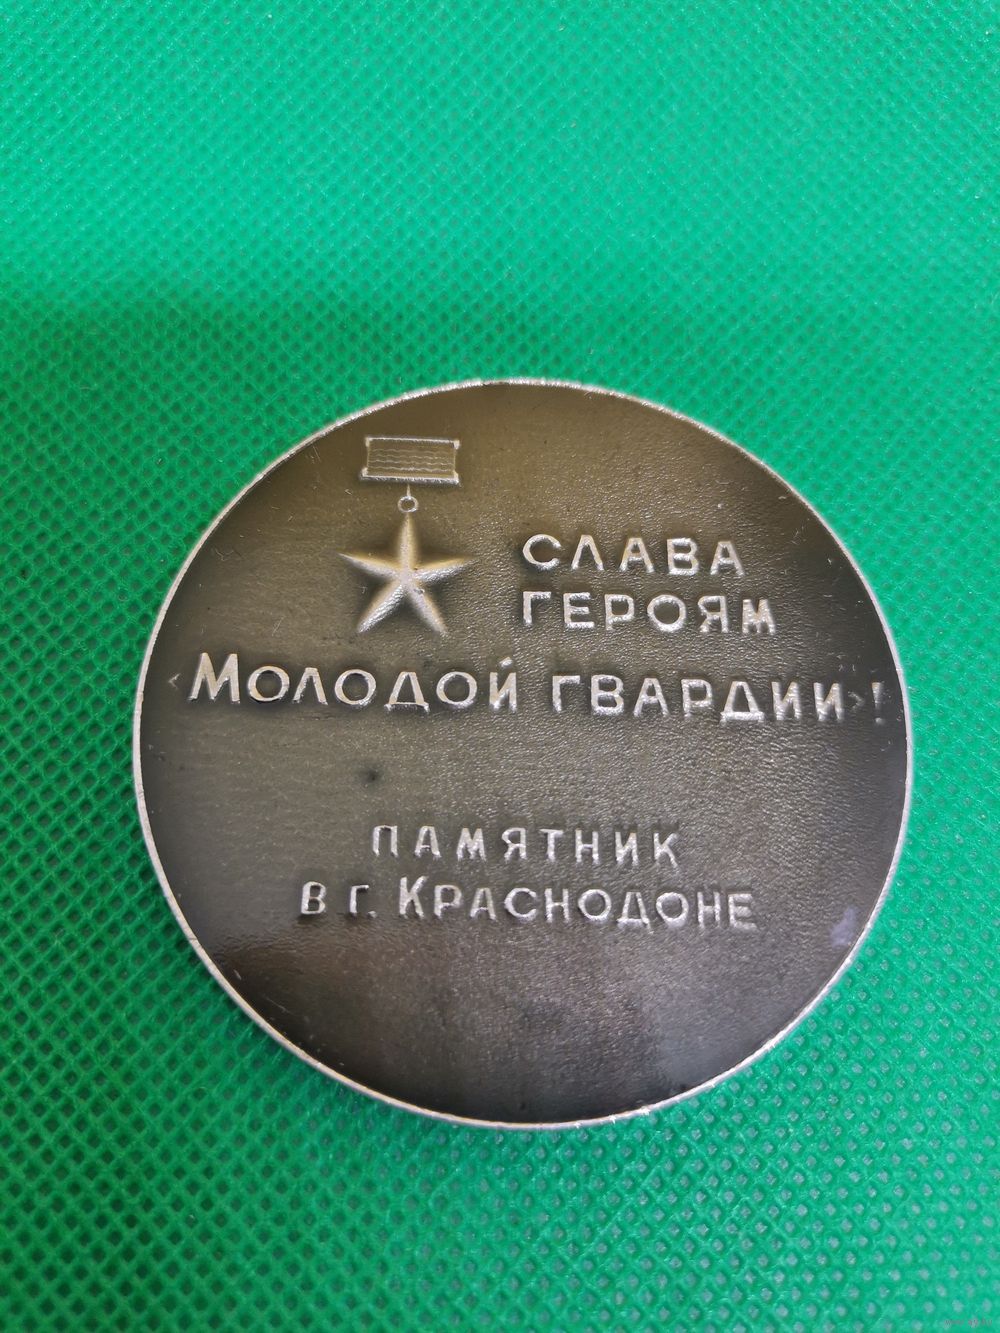 СЛАВА
ГЕРОЯМ
‹МОЛОДОЙ ГВАРДИИ›!
ПАМЯТНИК
В Г. КРАСНОДОНЕ